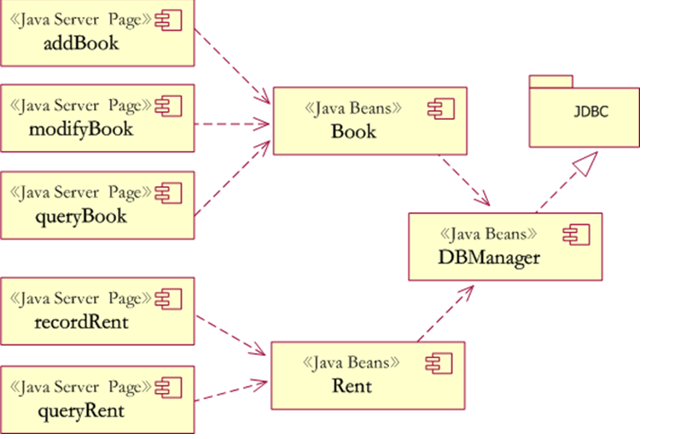 《Java Server Page》
addBook
《Java Server Page》
modifyBook
《Java Server Page》
queryBook
《Java Server Page》
recordRent
《Java Server Page》
queryRent
《Java Beans》
Book
《Java Beans》
Rent
《Java Beans》
DBManager
JDBC